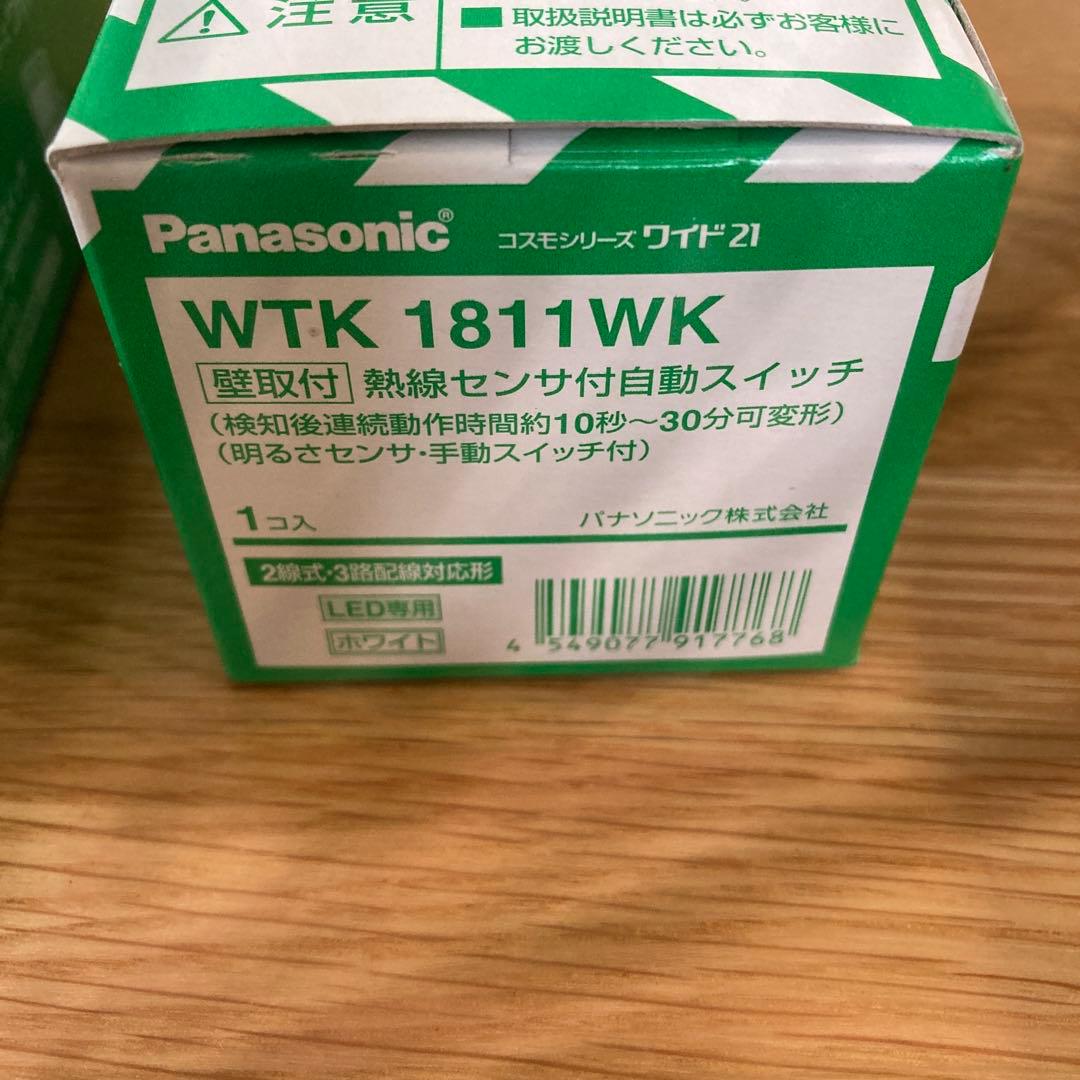 注意
■取扱説明書は必ずお客様に
お渡しください。
Panasonic® コスモシリーズ ワイド21
WTK 1811WK
壁取付 熱線センサ付自動スイッチ
(検知後連続動作時間約10秒～30分可変形)
(明るさセンサ・手動スイッチ付)
1コ入 パナソニック株式会社
2線式・3路配線対応形
LED専用
ホワイト
4 549077 917768